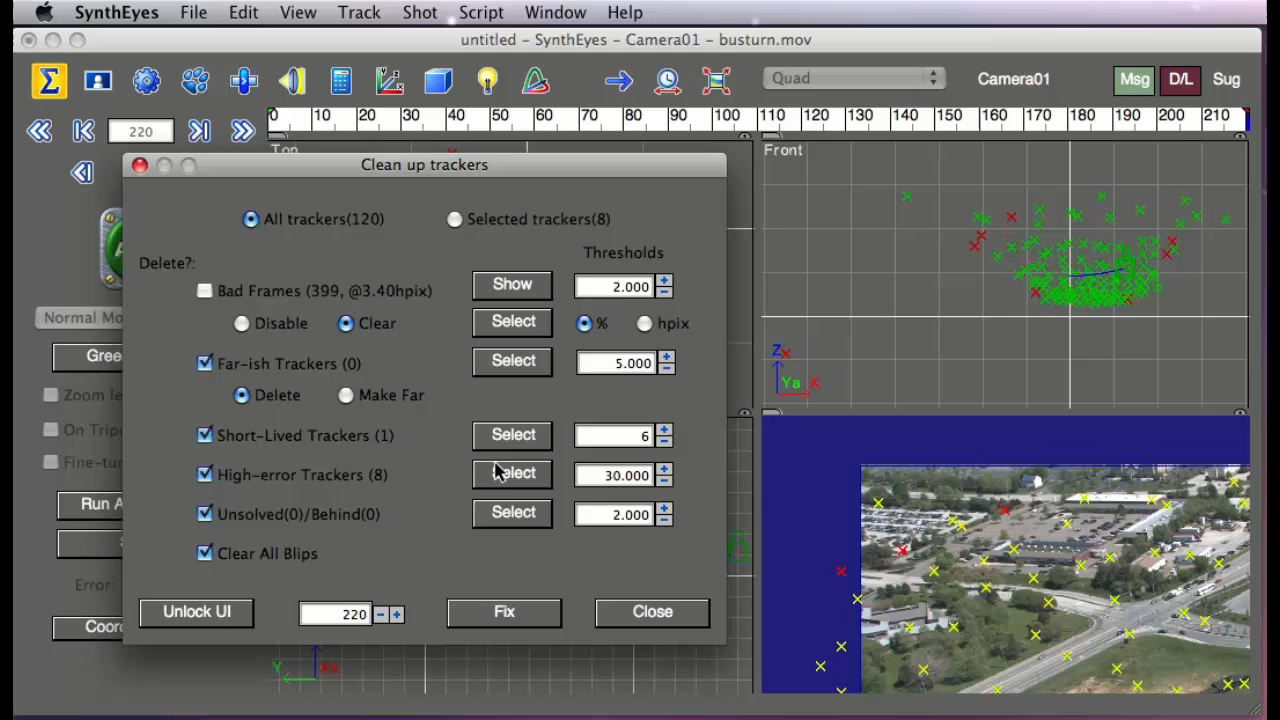 SynthEyes File Edit View Track Shot Script Window Help
untitled – SynthEyes – Camera01 – busturn.mov
Quad Camera01 Msg D/L Sug
220 0 10 20 30 40 50 60 70 80 90 100 110 120 130 140 150 160 170 180 190 200 210
Top Front
Clean up trackers
All trackers(120) Selected trackers(8)
Delete?: Thresholds
Bad Frames (399, @3.40hpix) Show 2.000
Disable Clear Select % hpix
Far-ish Trackers (0) Select 5.000
Delete Make Far
Short-Lived Trackers (1) Select 6
High-error Trackers (8) Select 30.000
Unsolved(0)/Behind(0) Select 2.000
Clear All Blips
Unlock UI 220 Fix Close
Normal Mo
Gree
Zoom le
On Trip
Fine-tu
Run A
S
Error:
Coor
Z
Ya X
Y Xa